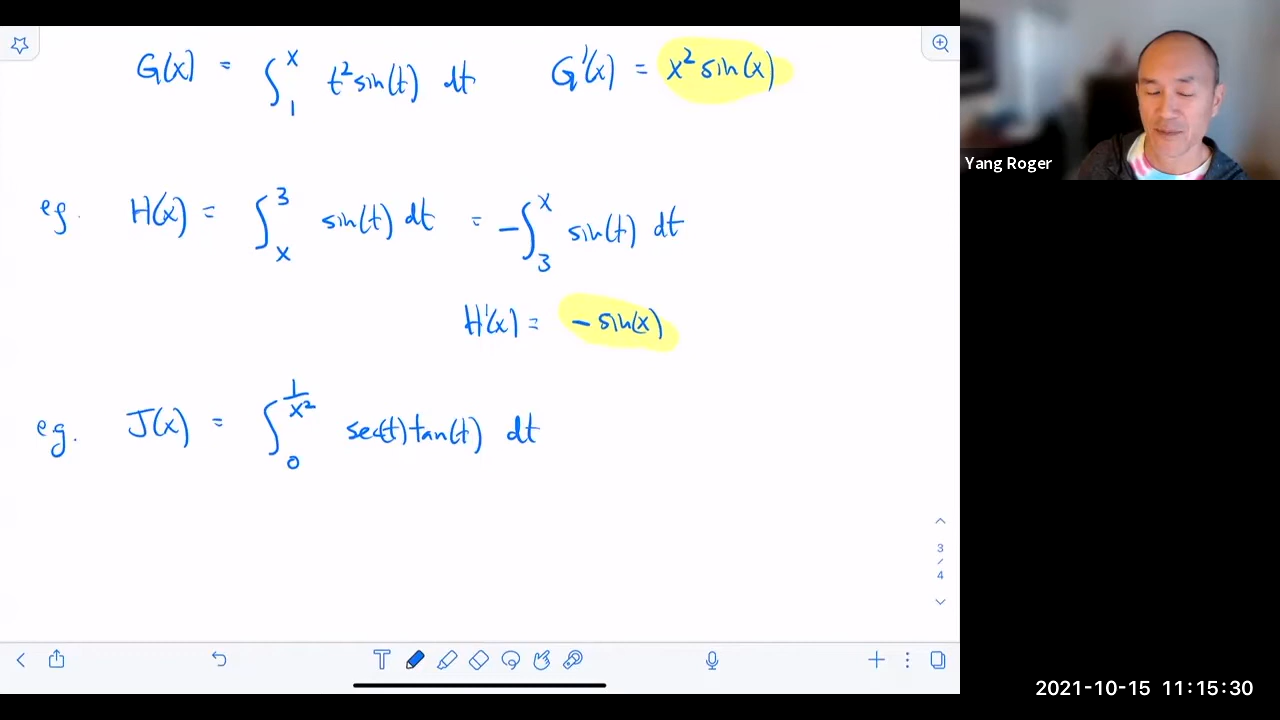 G(x) = ∫₁ˣ t² sin(t) dt G'(x) = x² sin(x)
Yang Roger
eg. H(x) = ∫ₓ³ sin(t) dt = -∫₃ˣ sin(t) dt
H'(x) = - sin(x)
eg. J(x) = ∫₀^(1/x²) sec(t) tan(t) dt
3
/
4
T
2021-10-15 11:15:30